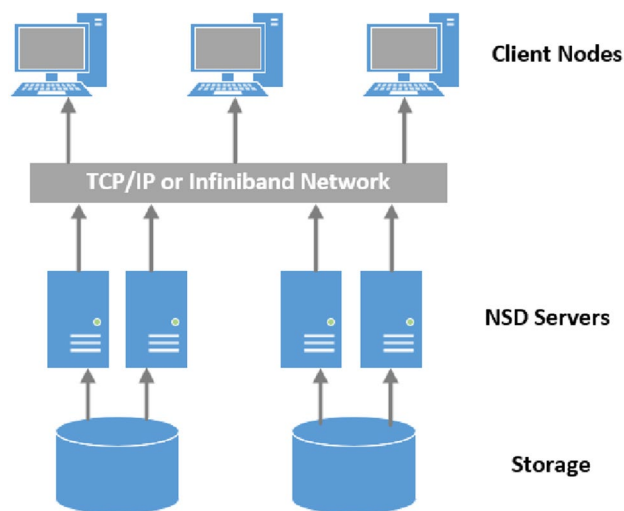 Client Nodes
TCP/IP or Infiniband Network
NSD Servers
Storage